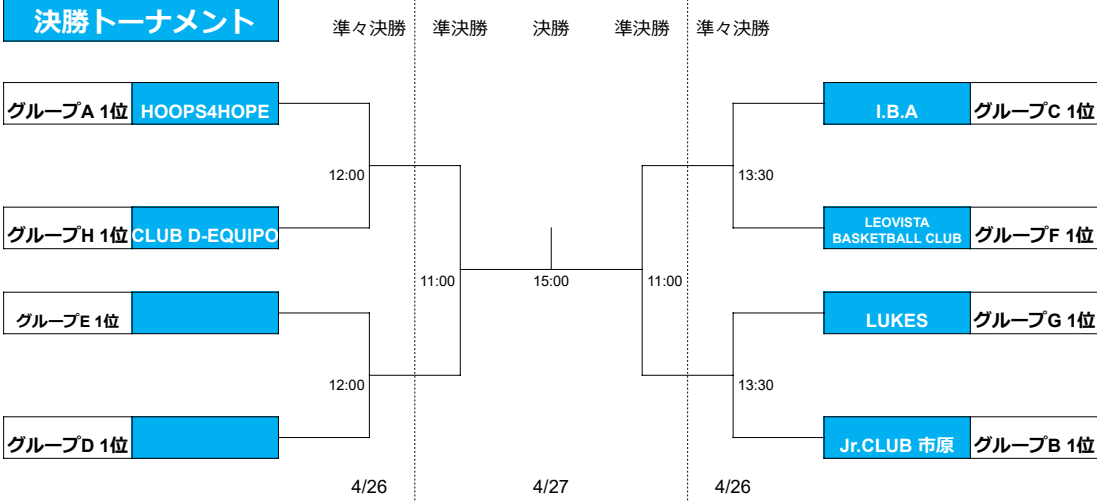 決勝トーナメント
準々決勝
準決勝
決勝
準決勝
準々決勝
グループA 1位
HOOPS4HOPE
I.B.A
グループC 1位
12:00
13:30
グループH 1位
CLUB D-EQUIPO
LEOVISTA
BASKETBALL CLUB
グループF 1位
11:00
15:00
11:00
グループE 1位
LUKES
グループG 1位
12:00
13:30
グループD 1位
Jr.CLUB 市原
グループB 1位
4/26
4/27
4/26